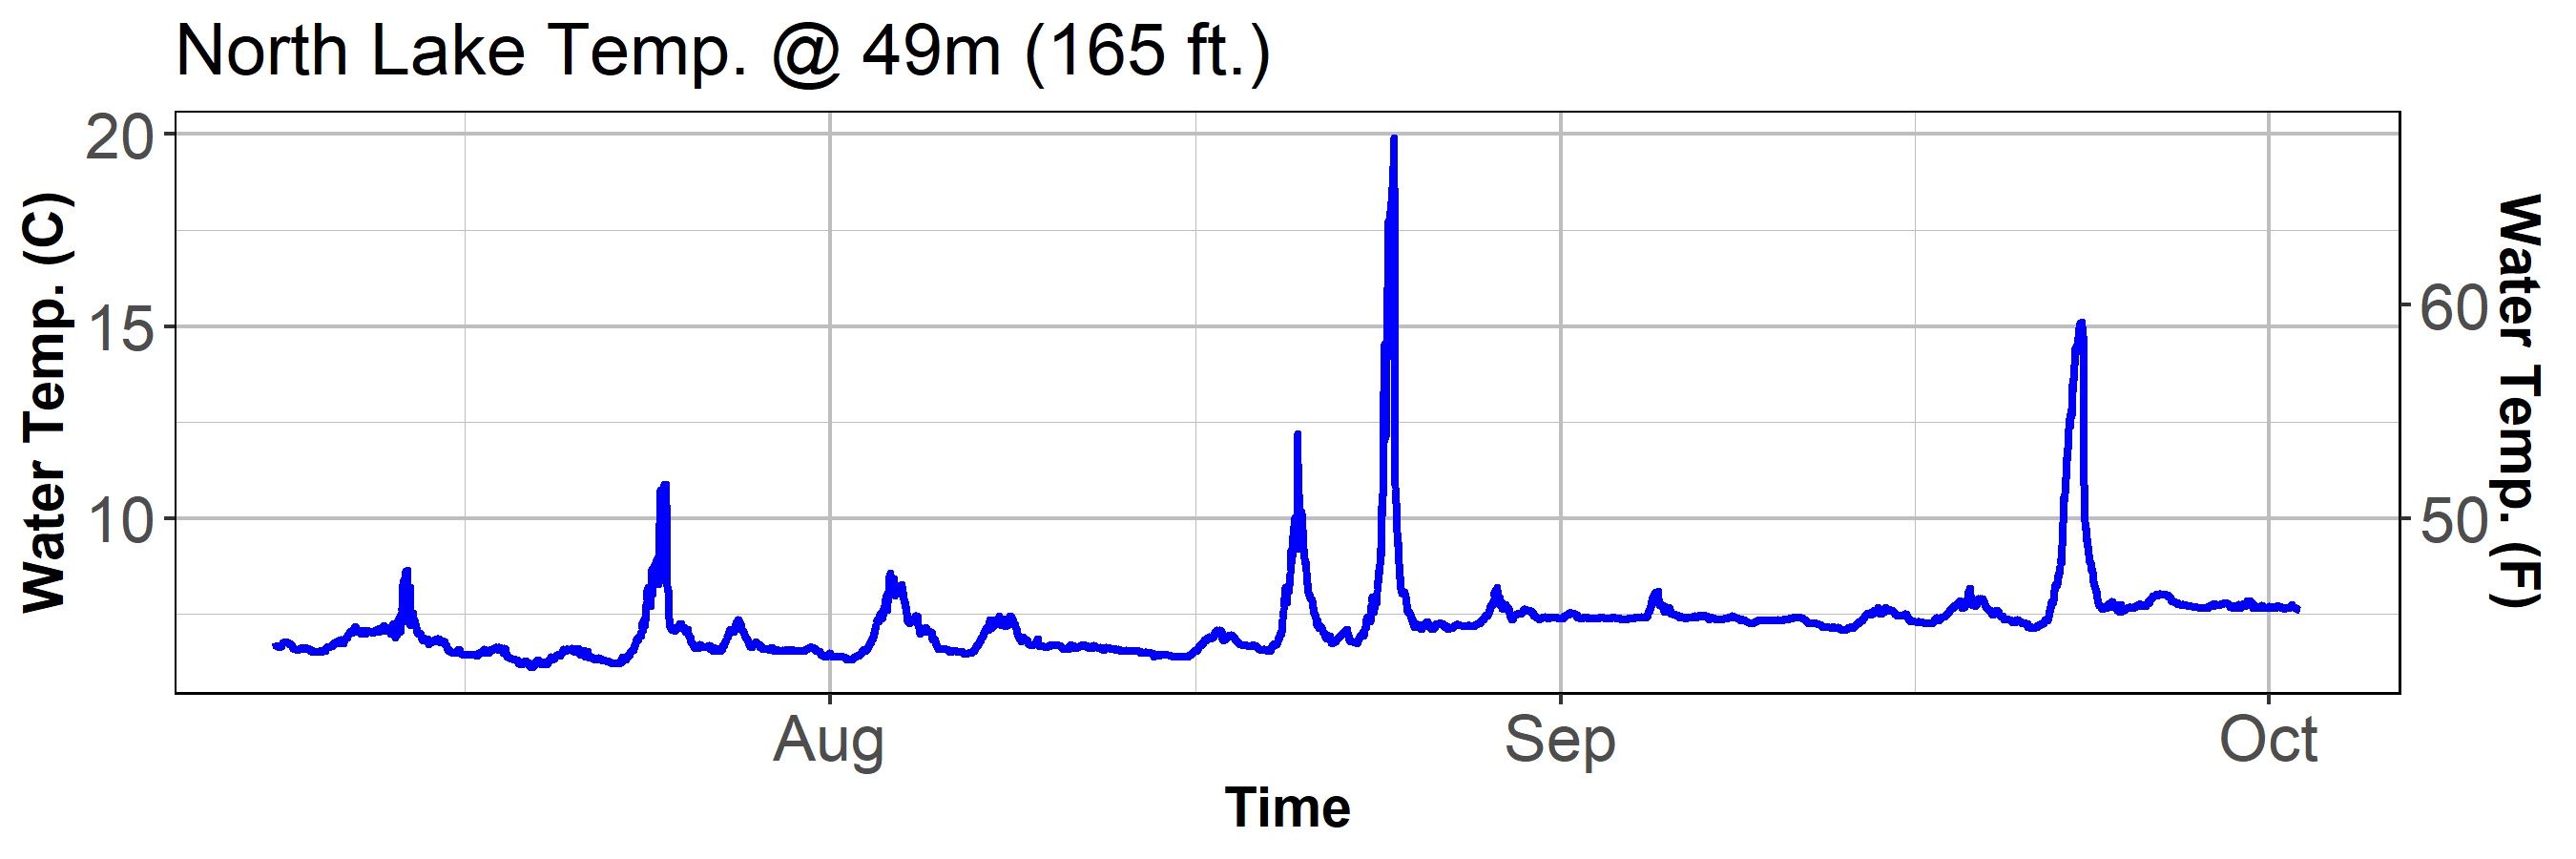 North Lake Temp. @ 49m (165 ft.)
Water Temp. (C)
20
15
10
60
50
Water Temp. (F)
Aug Sep Oct
Time